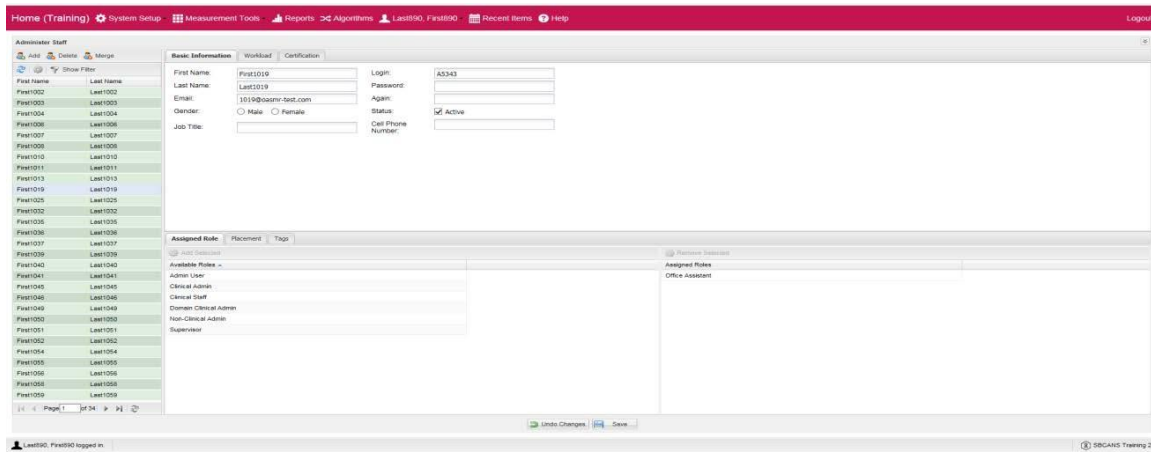 Home (Training) System Setup Measurement Tools Reports Algorithms Last890, First890 Recent Items Help Logout
Administer Staff
Add Delete Merge
Basic Information Workload Certification
Show Filter
First Name Last Name
First1002 Last1002
First1003 Last1003
First1004 Last1004
First1006 Last1006
First1007 Last1007
First1008 Last1008
First1010 Last1010
First1011 Last1011
First1013 Last1013
First1019 Last1019
First1025 Last1025
First1032 Last1032
First1035 Last1035
First1036 Last1036
First1037 Last1037
First1039 Last1039
First1040 Last1040
First1041 Last1041
First1045 Last1045
First1046 Last1046
First1049 Last1049
First1050 Last1050
First1051 Last1051
First1052 Last1052
First1054 Last1054
First1055 Last1055
First1056 Last1056
First1058 Last1058
First1059 Last1059
Page 1 of 34
First Name: First1019 Login: A5343
Last Name: Last1019 Password:
Email: 1019@oasmr-test.com Again:
Gender: Male Female Status: Active
Job Title: Cell Phone Number:
Assigned Role Placement Tags
Add Selected Remove Selected
Available Roles Assigned Roles
Admin User Office Assistant
Clinical Admin
Clinical Staff
Domain Clinical Admin
Non-Clinical Admin
Supervisor
Undo Changes Save
Last890, First890 logged in. SBCANS Training 2